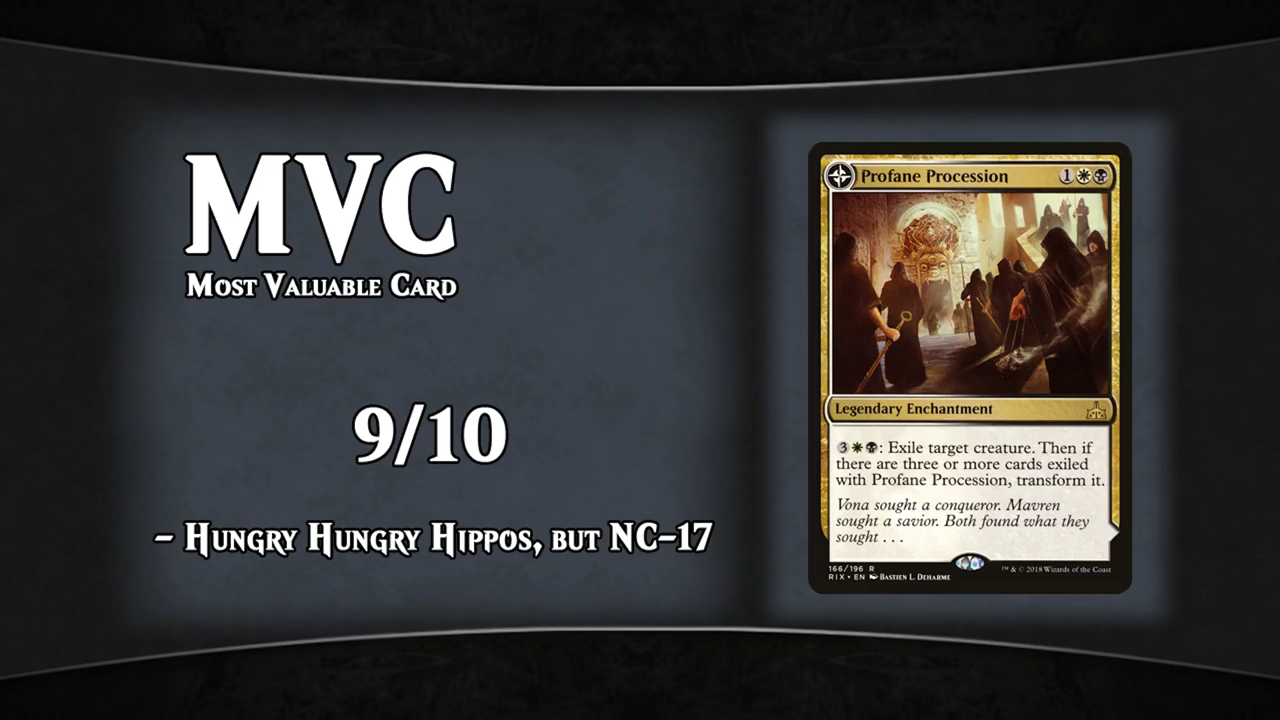 MVC
Most Valuable Card
9/10
– Hungry Hungry Hippos, but NC-17
Profane Procession 1
Legendary Enchantment
3: Exile target creature. Then if
there are three or more cards exiled
with Profane Procession, transform it.
Vona sought a conqueror. Mavren
sought a savior. Both found what they
sought . . .
166/196 R
RIX • EN Bastien L. Deharme
™ & © 2018 Wizards of the Coast